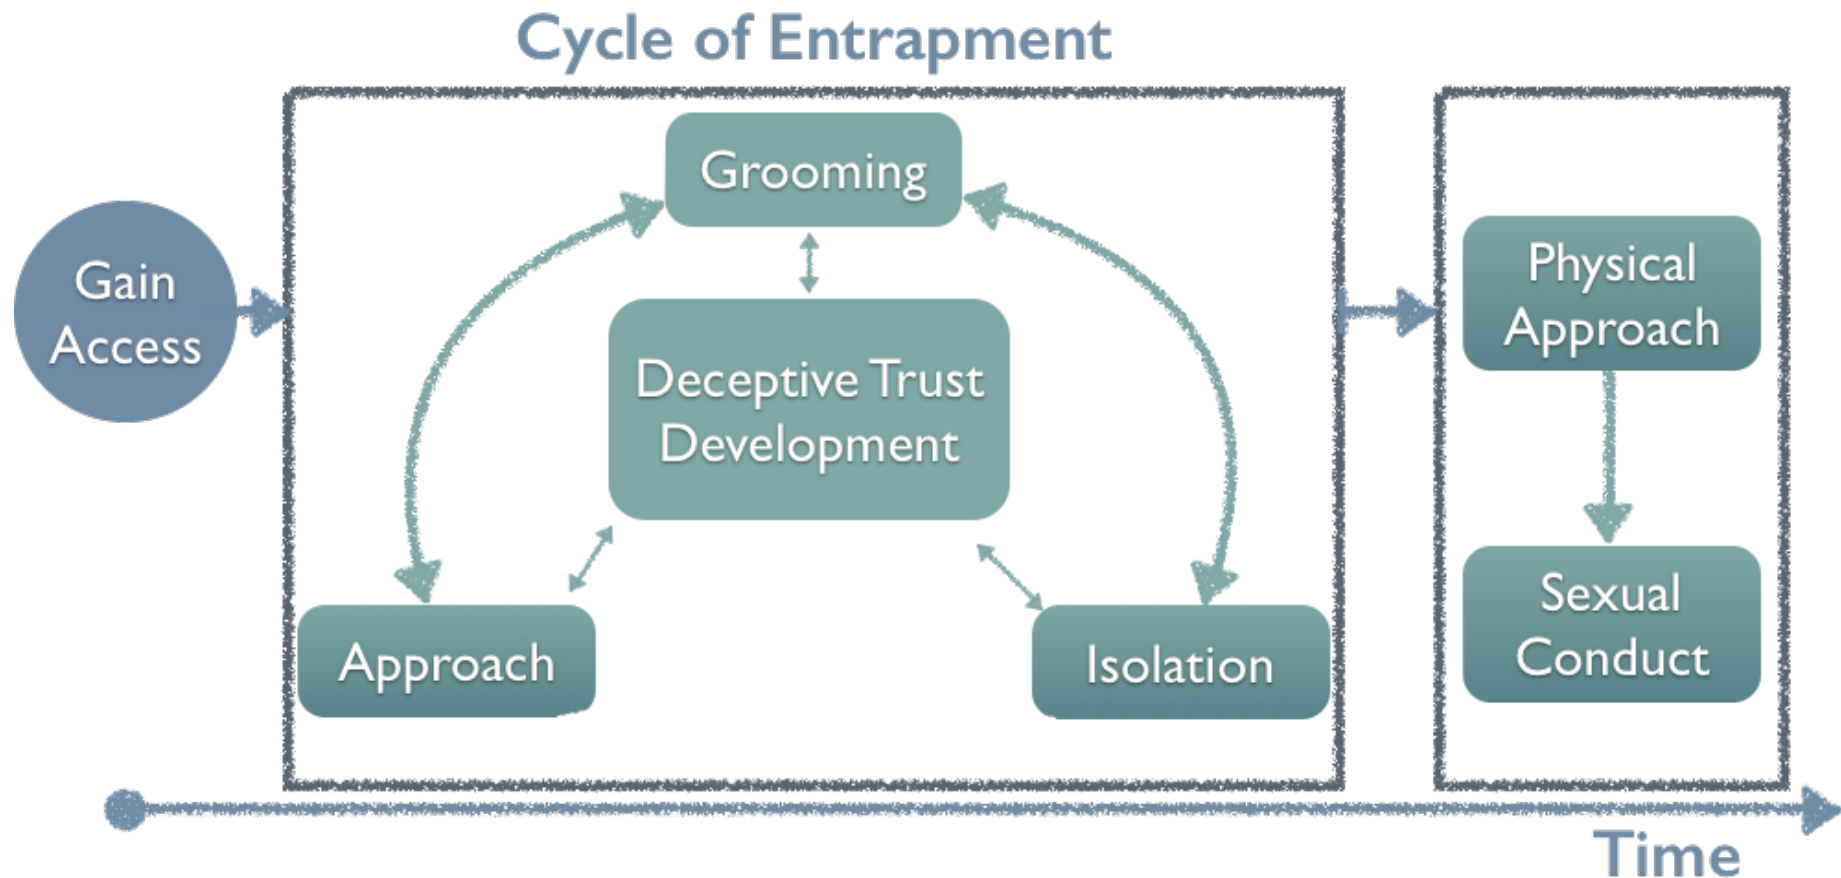 Cycle of Entrapment
Gain
Access
Grooming
Deceptive Trust
Development
Approach
Isolation
Physical
Approach
Sexual
Conduct
Time